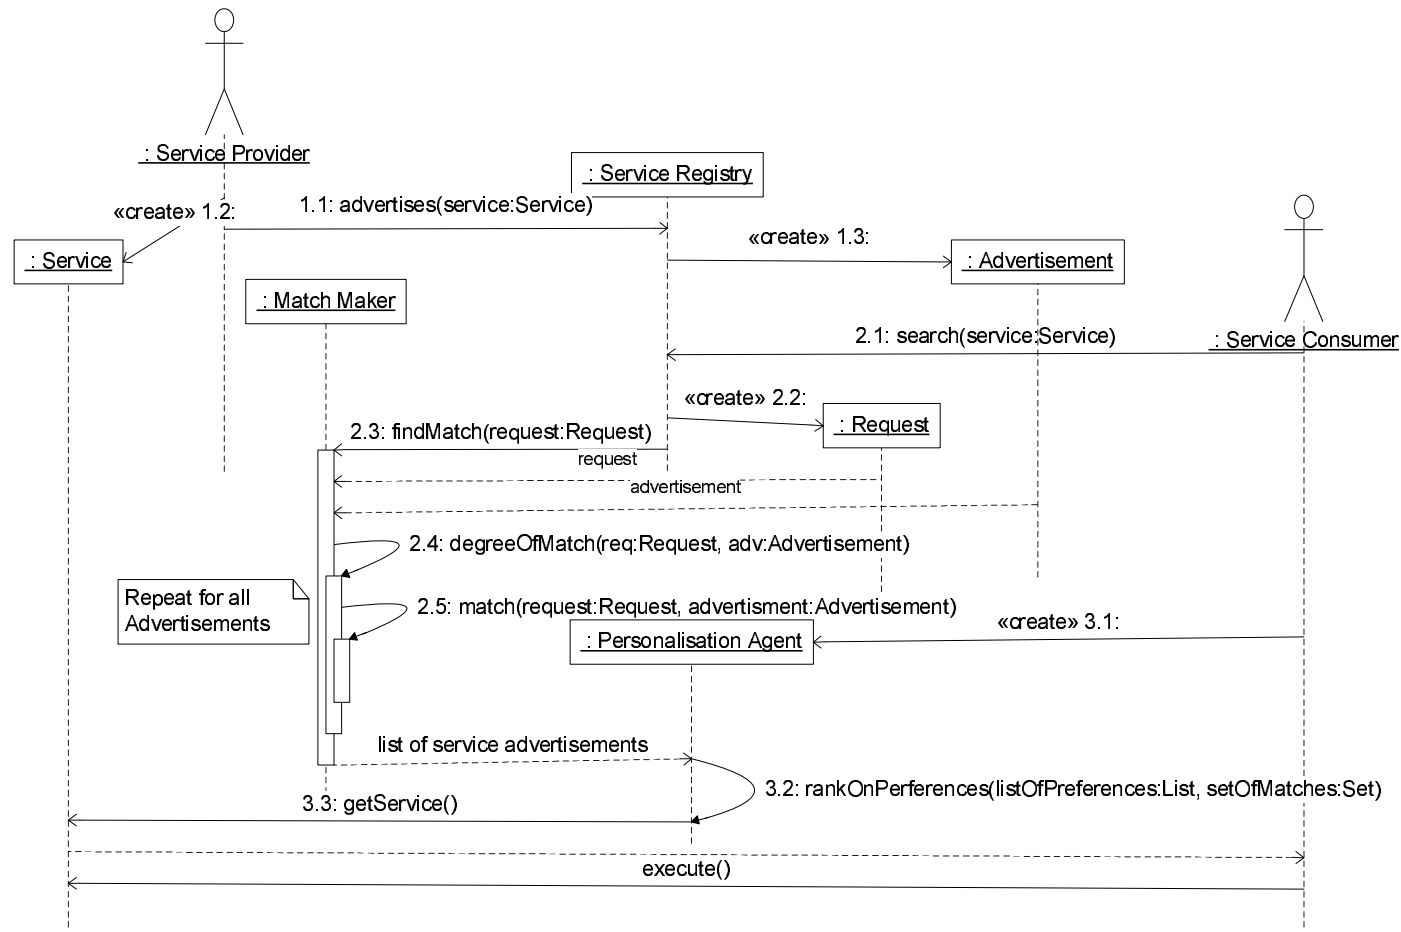 : Service Provider
: Service Registry
«create» 1.2:
1.1: advertises(service:Service)
«create» 1.3:
: Service
: Advertisement
: Match Maker
2.1: search(service:Service)
: Service Consumer
«create» 2.2:
: Request
2.3: findMatch(request:Request)
request
advertisement
2.4: degreeOfMatch(req:Request, adv:Advertisement)
Repeat for all
Advertisements
2.5: match(request:Request, advertisment:Advertisement)
«create» 3.1:
: Personalisation Agent
list of service advertisements
3.2: rankOnPerferences(listOfPreferences:List, setOfMatches:Set)
3.3: getService()
execute()